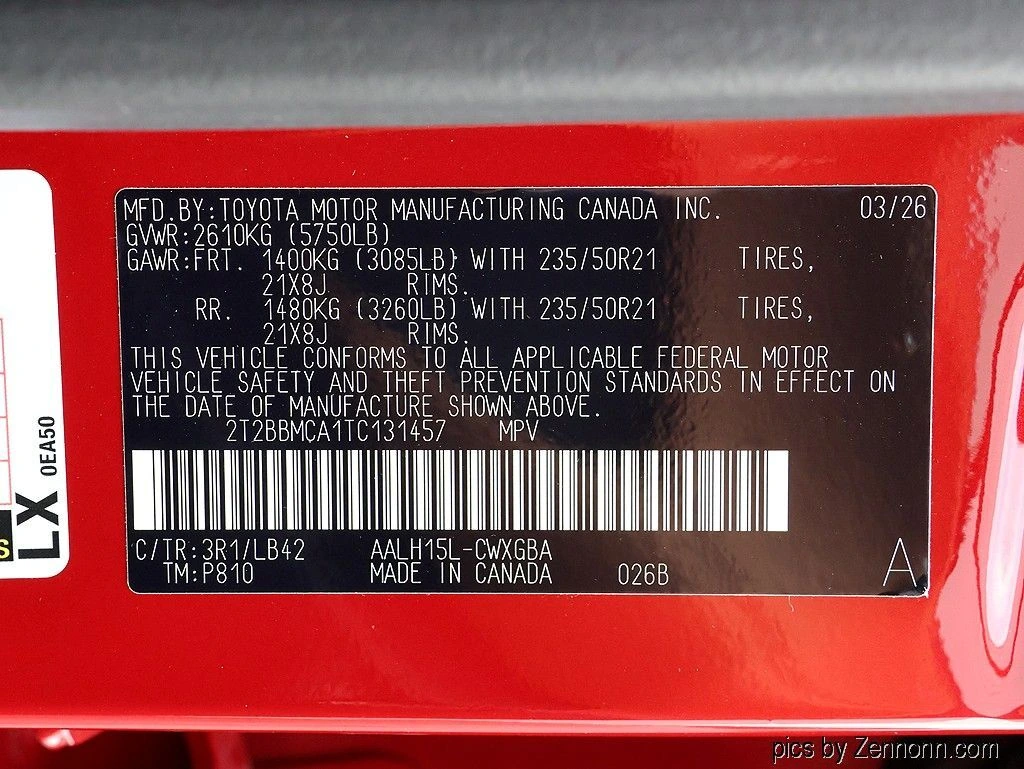 MFD.BY:TOYOTA MOTOR MANUFACTURING CANADA INC. 03/26
GVWR:2610KG (5750LB)
GAWR:FRT. 1400KG (3085LB) WITH 235/50R21 TIRES,
21X8J RIMS.
RR. 1480KG (3260LB) WITH 235/50R21 TIRES,
21X8J RIMS.
THIS VEHICLE CONFORMS TO ALL APPLICABLE FEDERAL MOTOR
VEHICLE SAFETY AND THEFT PREVENTION STANDARDS IN EFFECT ON
THE DATE OF MANUFACTURE SHOWN ABOVE.
2T2BBMCA1TC131457 MPV
C/TR:3R1/LB42 AALH15L-CWXGBA
TM:P810 MADE IN CANADA 026B A
LX 0EA50
S
pics by Zennonn.com